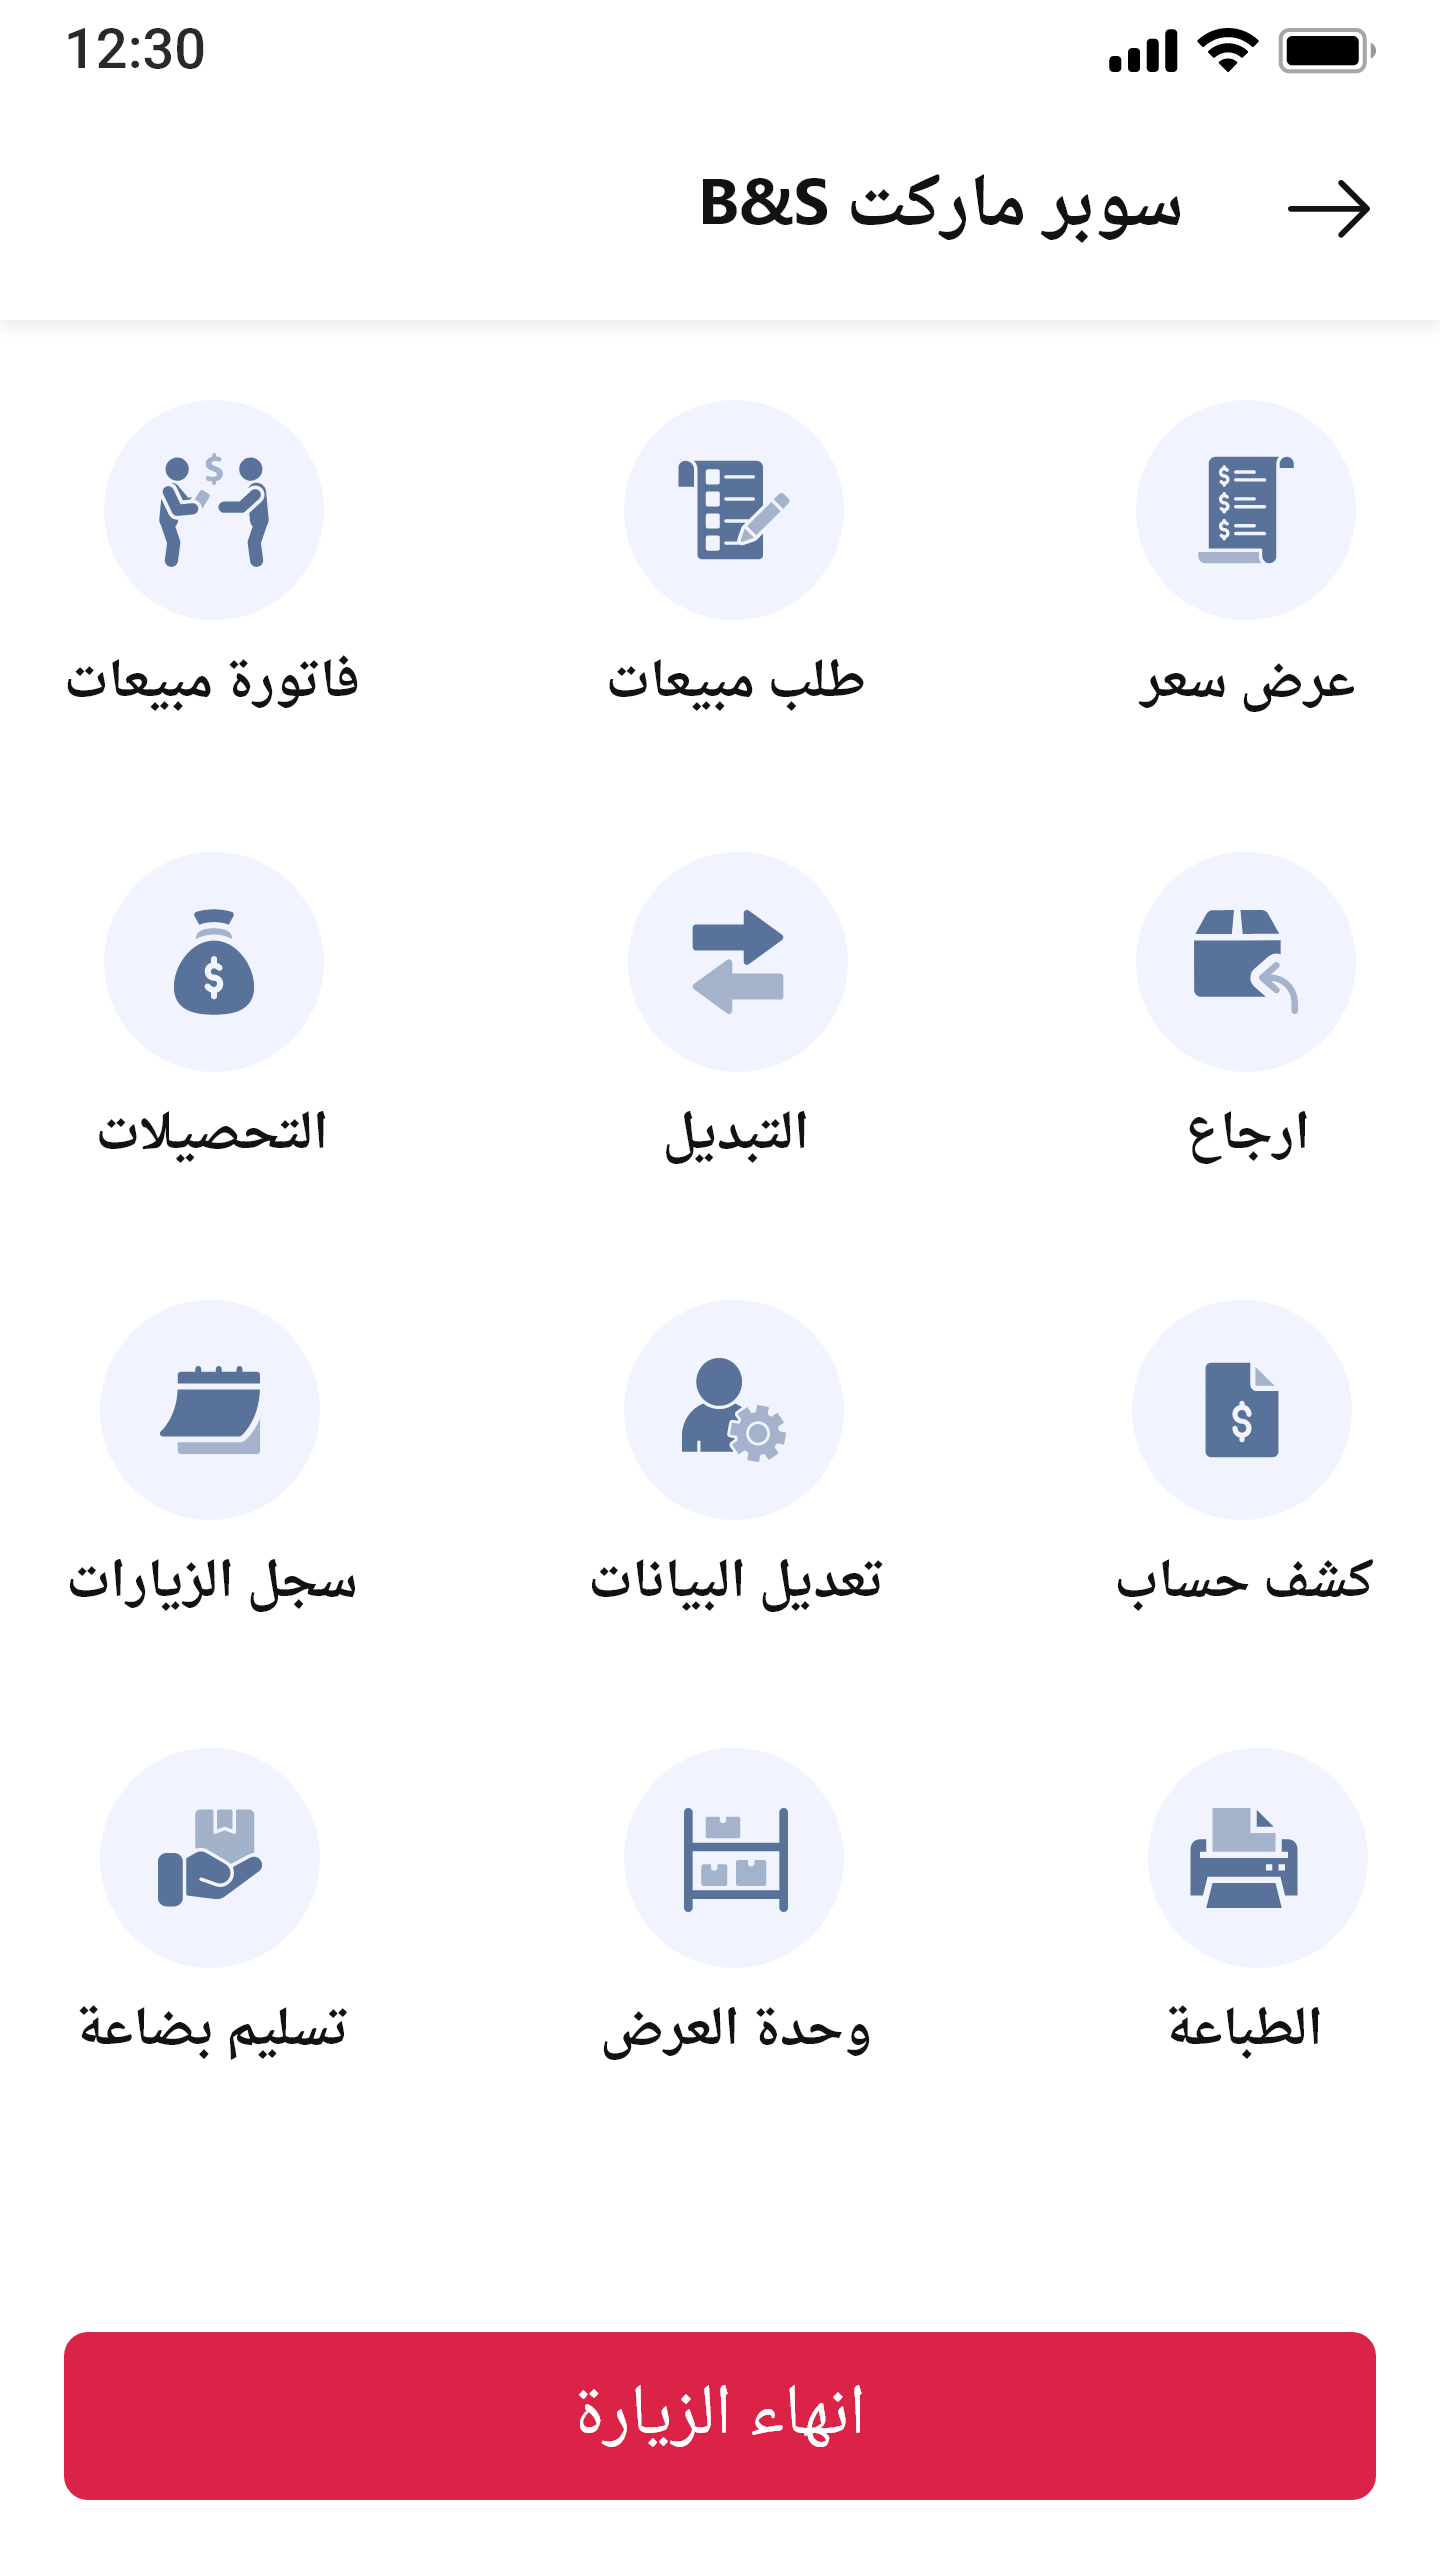 12:30
سوبر ماركت B&S
عرض سعر
طلب مبيعات
فاتورة مبيعات
ارجاع
التبديل
التحصيلات
كشف حساب
تعديل البيانات
سجل الزيارات
الطباعة
وحدة العرض
تسليم بضاعة
انهاء الزيارة